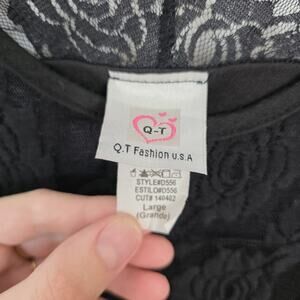 Q-T
Q.T Fashion U.S.A
STYLE#D556
ESTILO#D556
CUT# 140402
Large
(Grande)